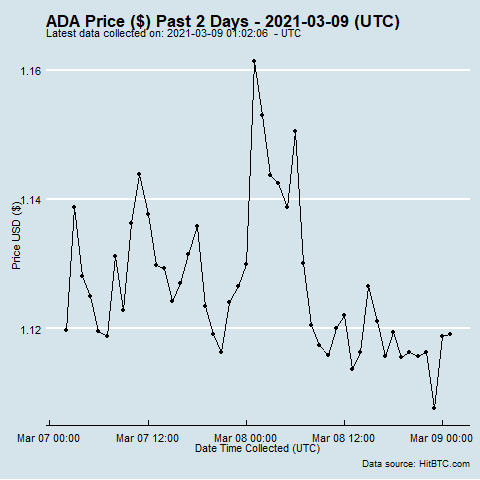 ADA Price ($) Past 2 Days - 2021-03-09 (UTC)
Latest data collected on: 2021-03-09 01:02:06 - UTC
1.16
1.14
1.12
Price USD ($)
Mar 07 00:00 Mar 07 12:00 Mar 08 00:00 Mar 08 12:00 Mar 09 00:00
Date Time Collected (UTC)
Data source: HitBTC.com